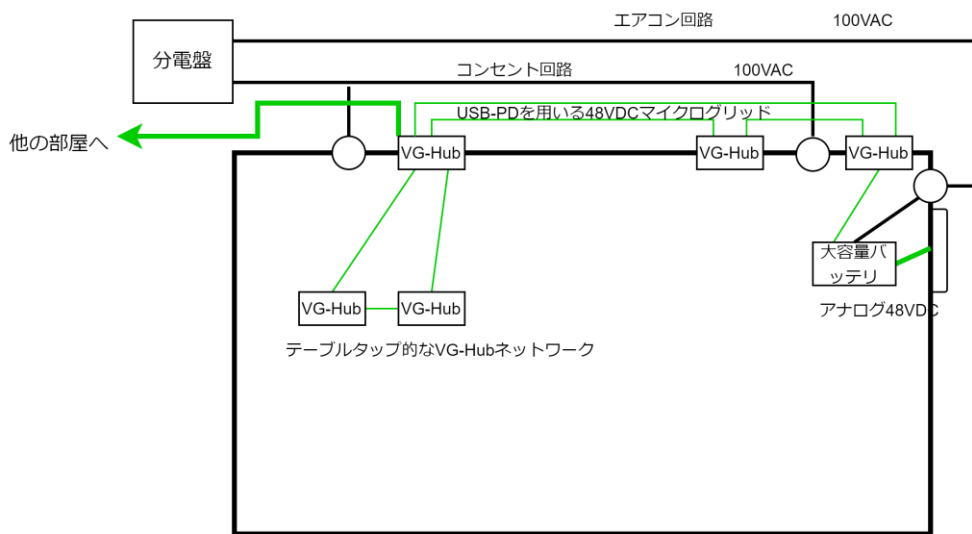 エアコン回路 100VAC
分電盤
コンセント回路 100VAC
USB-PDを用いる48VDCマイクログリッド
他の部屋へ
VG-Hub
VG-Hub
VG-Hub
大容量バ
ッテリ
VG-Hub
VG-Hub
アナログ48VDC
テーブルタップ的なVG-Hubネットワーク